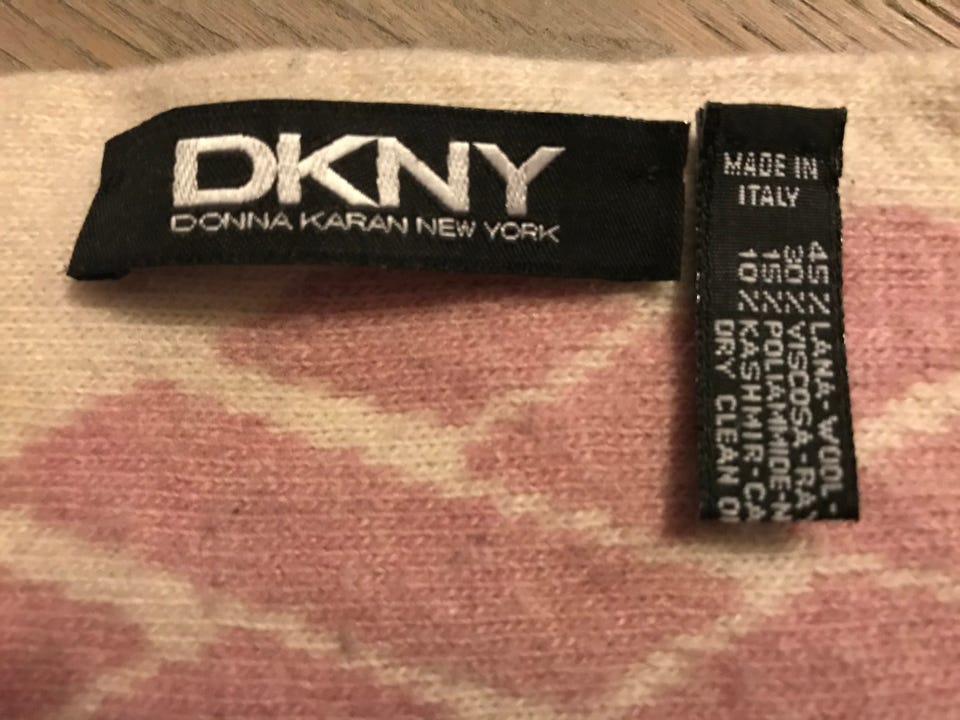 DKNY
DONNA KARAN NEW YORK
MADE IN
ITALY
45% LANA-WOOL-
30% VISCOSA-RAY
15% POLIAMMIDE-N
10% KASHMIR-CA
DRY CLEAN